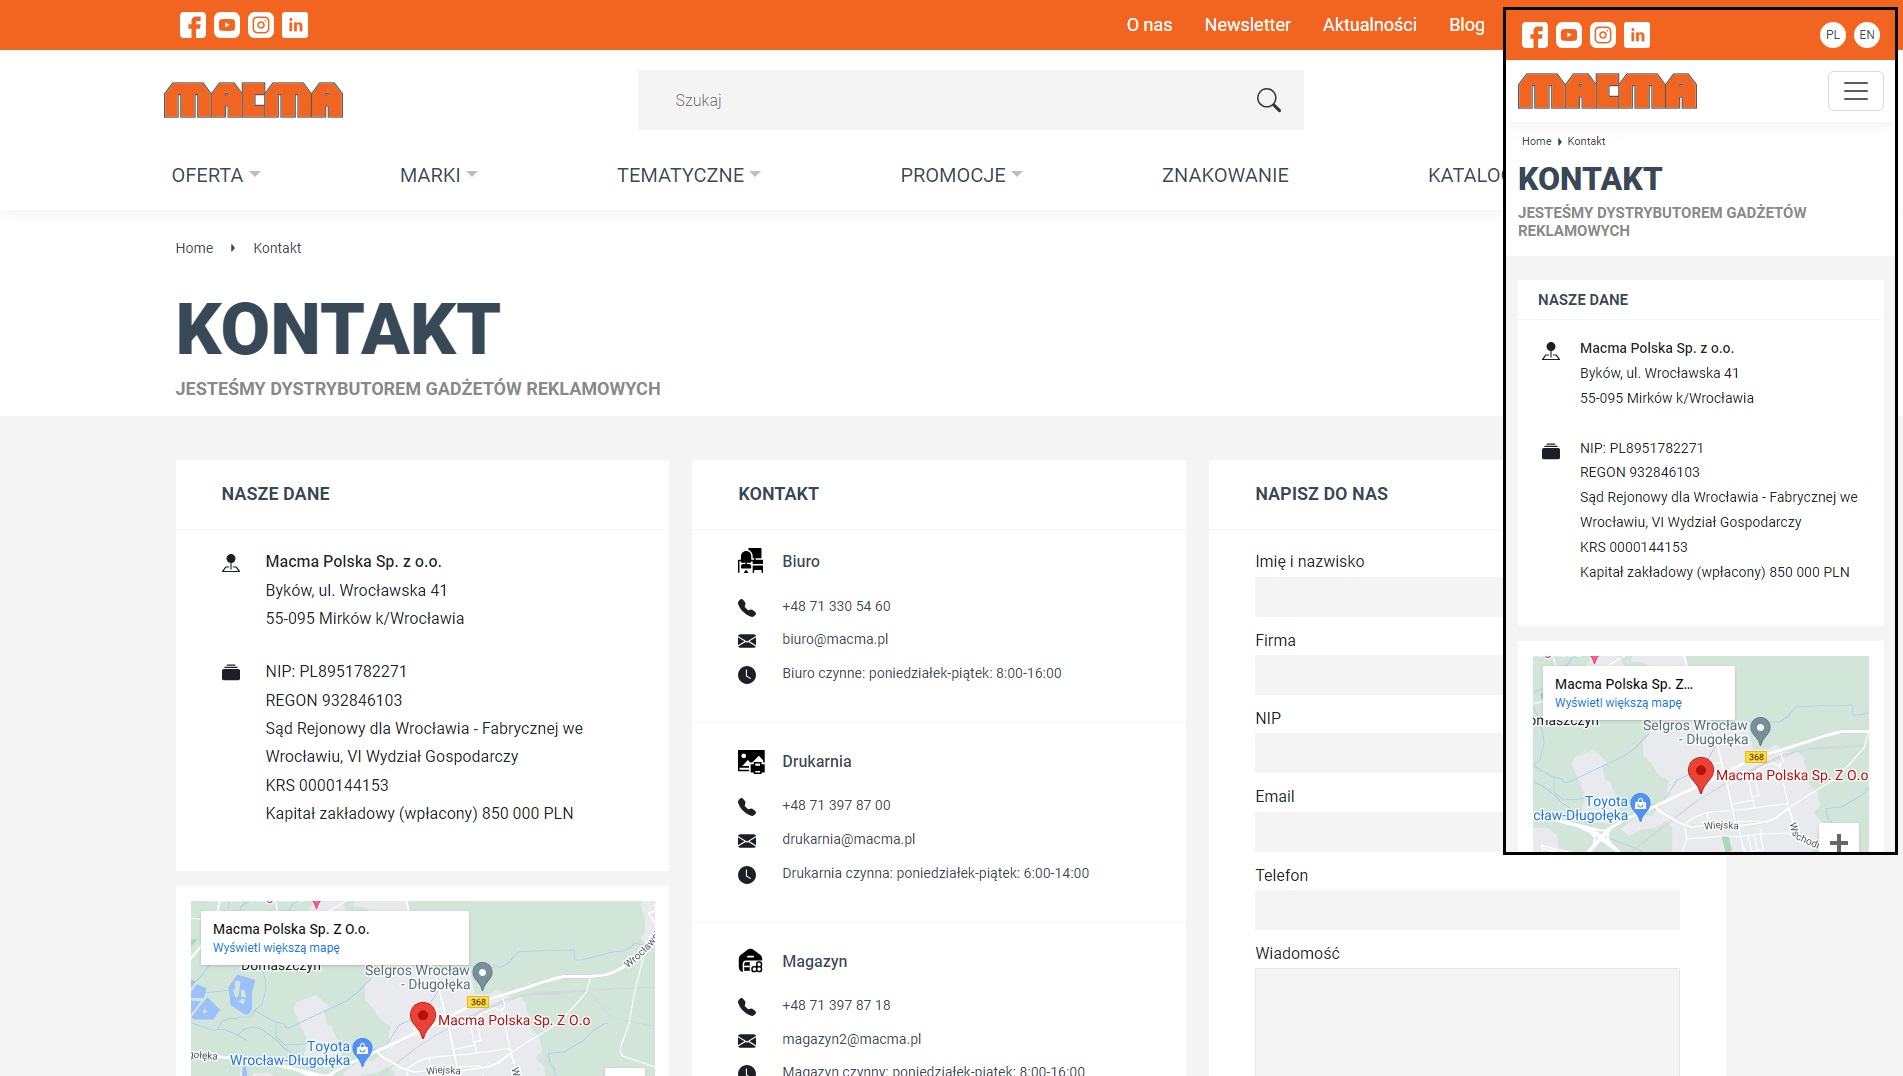 O nas Newsletter Aktualności Blog
MACMA
Szukaj
OFERTA MARKI TEMATYCZNE PROMOCJE ZNAKOWANIE
Home Kontakt
KONTAKT
JESTEŚMY DYSTRYBUTOREM GADŻETÓW REKLAMOWYCH
NASZE DANE
Macma Polska Sp. z o.o.
Byków, ul. Wrocławska 41
55-095 Mirków k/Wrocławia
NIP: PL8951782271
REGON 932846103
Sąd Rejonowy dla Wrocławia - Fabrycznej we
Wrocławiu, VI Wydział Gospodarczy
KRS 0000144153
Kapitał zakładowy (wpłacony) 850 000 PLN
Macma Polska Sp. Z O.o.
Wyświetl większą mapę
Domaszczyn
Selgros Wrocław
- Długołęka
368
Macma Polska Sp. Z O.o
Toyota
Wrocław-Długołęka
Wiejska
KONTAKT
Biuro
+48 71 330 54 60
biuro@macma.pl
Biuro czynne: poniedziałek-piątek: 8:00-16:00
Drukarnia
+48 71 397 87 00
drukarnia@macma.pl
Drukarnia czynna: poniedziałek-piątek: 6:00-14:00
Magazyn
+48 71 397 87 18
magazyn2@macma.pl
Magazyn czynny: poniedziałek-piątek: 8:00-16:00
NAPISZ DO NAS
Imię i nazwisko
Firma
NIP
Email
Telefon
Wiadomość
PL EN
MACMA
Home Kontakt
KONTAKT
JESTEŚMY DYSTRYBUTOREM GADŻETÓW
REKLAMOWYCH
NASZE DANE
Macma Polska Sp. z o.o.
Byków, ul. Wrocławska 41
55-095 Mirków k/Wrocławia
NIP: PL8951782271
REGON 932846103
Sąd Rejonowy dla Wrocławia - Fabrycznej we
Wrocławiu, VI Wydział Gospodarczy
KRS 0000144153
Kapitał zakładowy (wpłacony) 850 000 PLN
Macma Polska Sp. Z...
Wyświetl większą mapę
Selgros Wrocław
- Długołęka
368
Macma Polska Sp. Z O.o
Toyota
cław-Długołęka
Wiejska